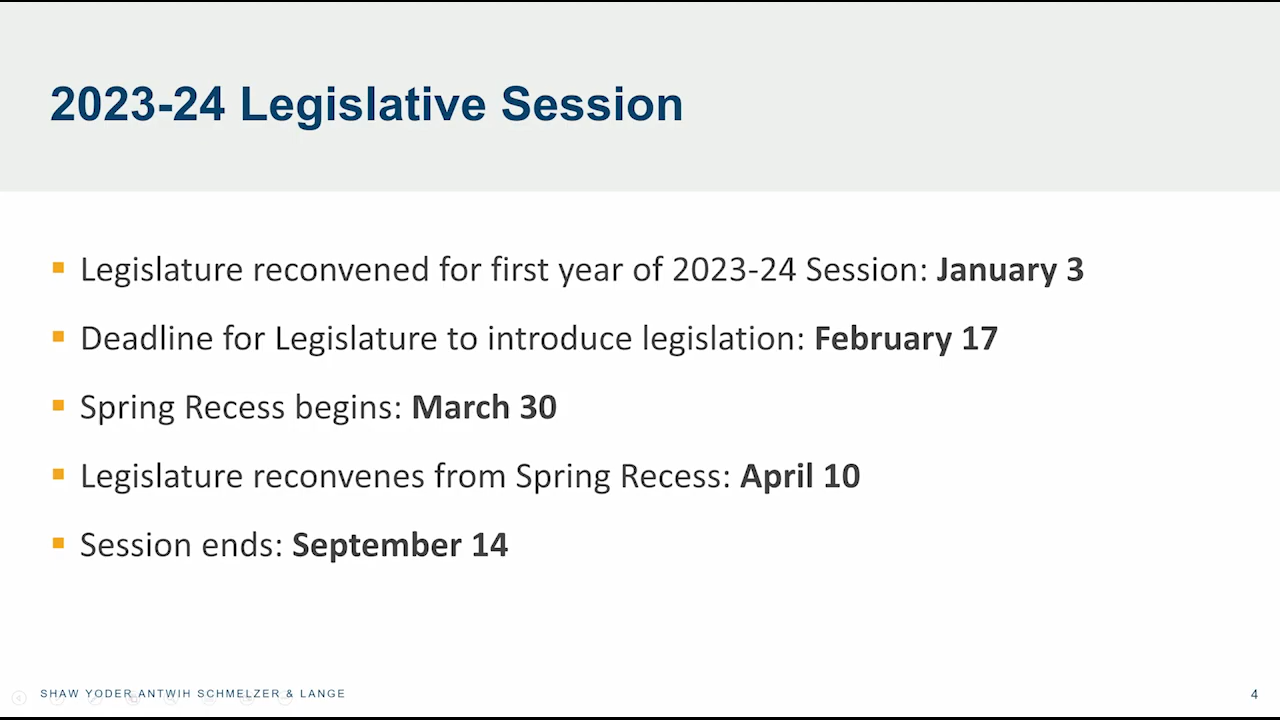 2023-24 Legislative Session
Legislature reconvened for first year of 2023-24 Session: January 3
Deadline for Legislature to introduce legislation: February 17
Spring Recess begins: March 30
Legislature reconvenes from Spring Recess: April 10
Session ends: September 14
SHAW YODER ANTWIH SCHMELZER & LANGE
4